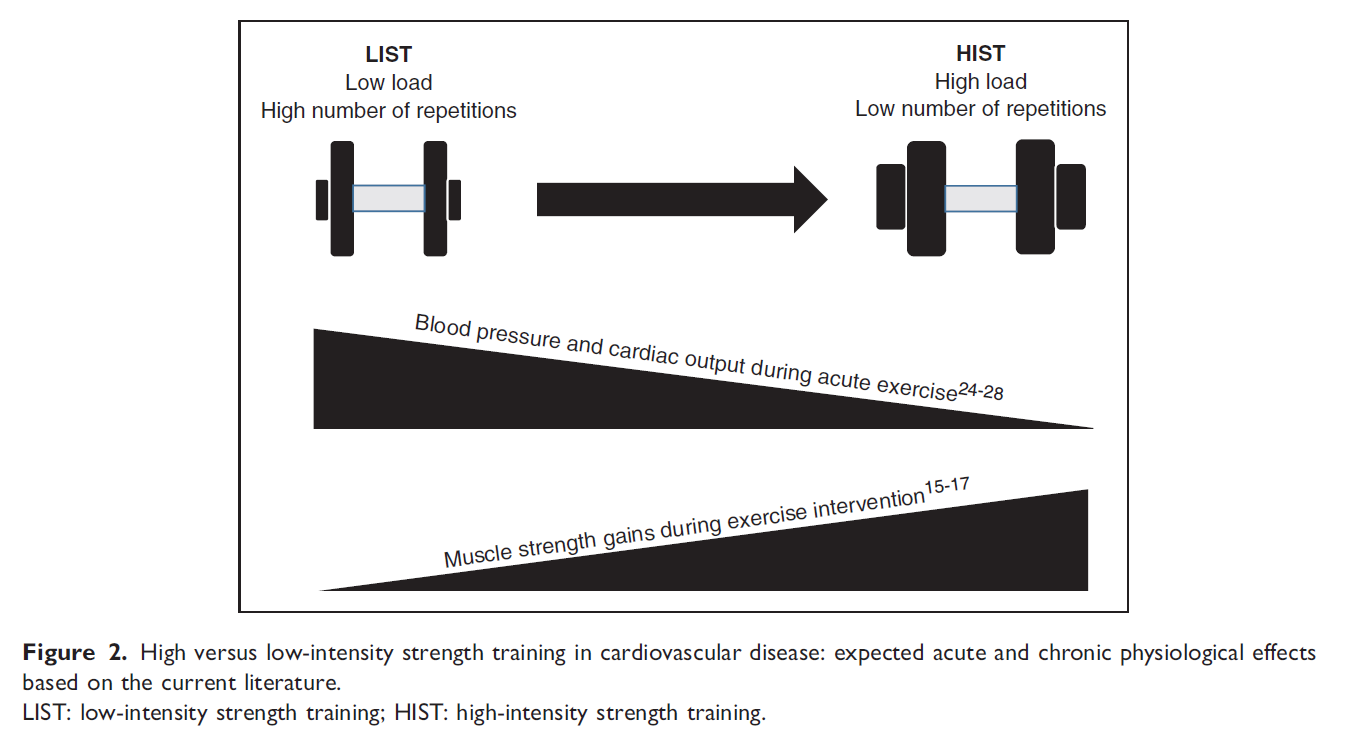 LIST
Low load
High number of repetitions
HIST
High load
Low number of repetitions
Blood pressure and cardiac output during acute exercise24-28
Muscle strength gains during exercise intervention15-17
Figure 2. High versus low-intensity strength training in cardiovascular disease: expected acute and chronic physiological effects
based on the current literature.
LIST: low-intensity strength training; HIST: high-intensity strength training.